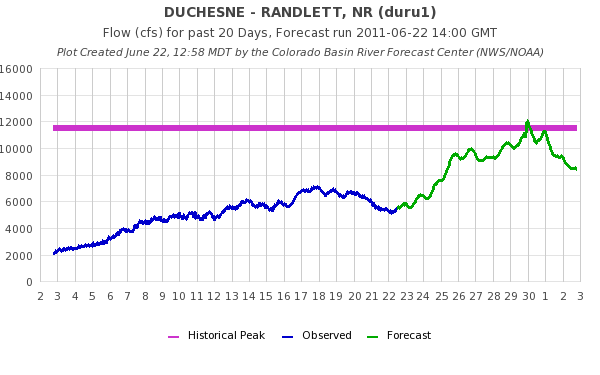 DUCHESNE - RANDLETT, NR (duru1)
Flow (cfs) for past 20 Days, Forecast run 2011-06-22 14:00 GMT
Plot Created June 22, 12:58 MDT by the Colorado Basin River Forecast Center (NWS/NOAA)
16000
14000
12000
10000
8000
6000
4000
2000
0
2 3 4 5 6 7 8 9 10 11 12 13 14 15 16 17 18 19 20 21 22 23 24 25 26 27 28 29 30 1 2 3
Historical Peak Observed Forecast